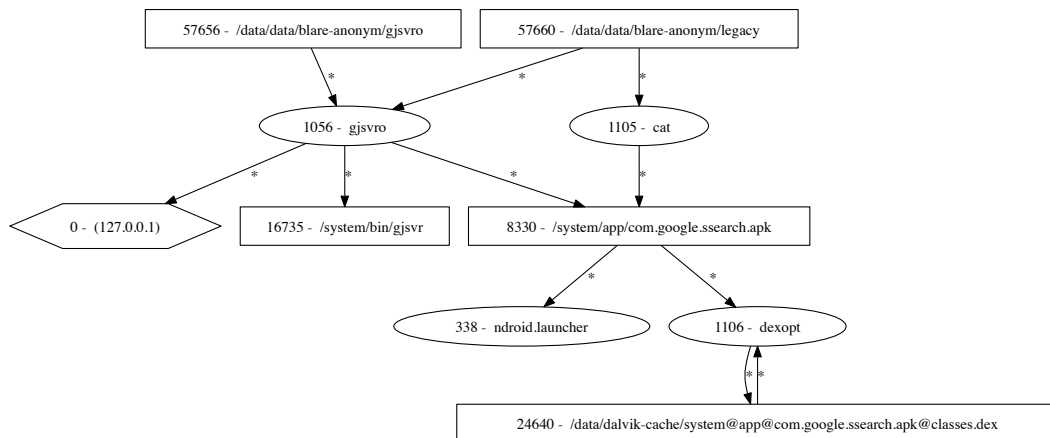 57656 - /data/data/blare-anonym/gjsvro
57660 - /data/data/blare-anonym/legacy
*
*
*
1056 - gjsvro
1105 - cat
*
*
*
*
0 - (127.0.0.1)
16735 - /system/bin/gjsvr
8330 - /system/app/com.google.ssearch.apk
*
*
338 - ndroid.launcher
1106 - dexopt
*
*
24640 - /data/dalvik-cache/system@app@com.google.ssearch.apk@classes.dex